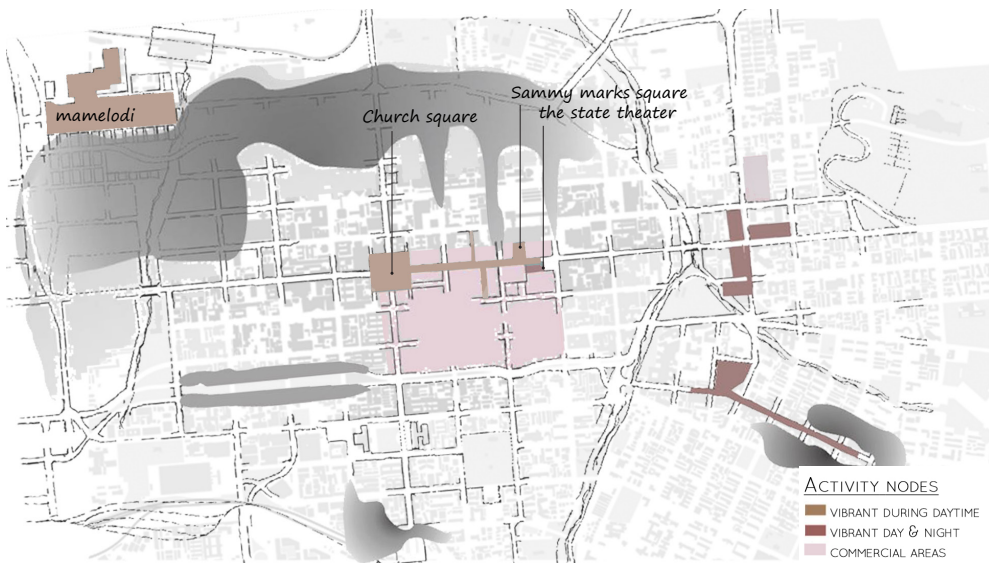 Sammy marks square
the state theater
mamelodi
Church square
ACTIVITY NODES
VIBRANT DURING DAYTIME
VIBRANT DAY & NIGHT
COMMERCIAL AREAS